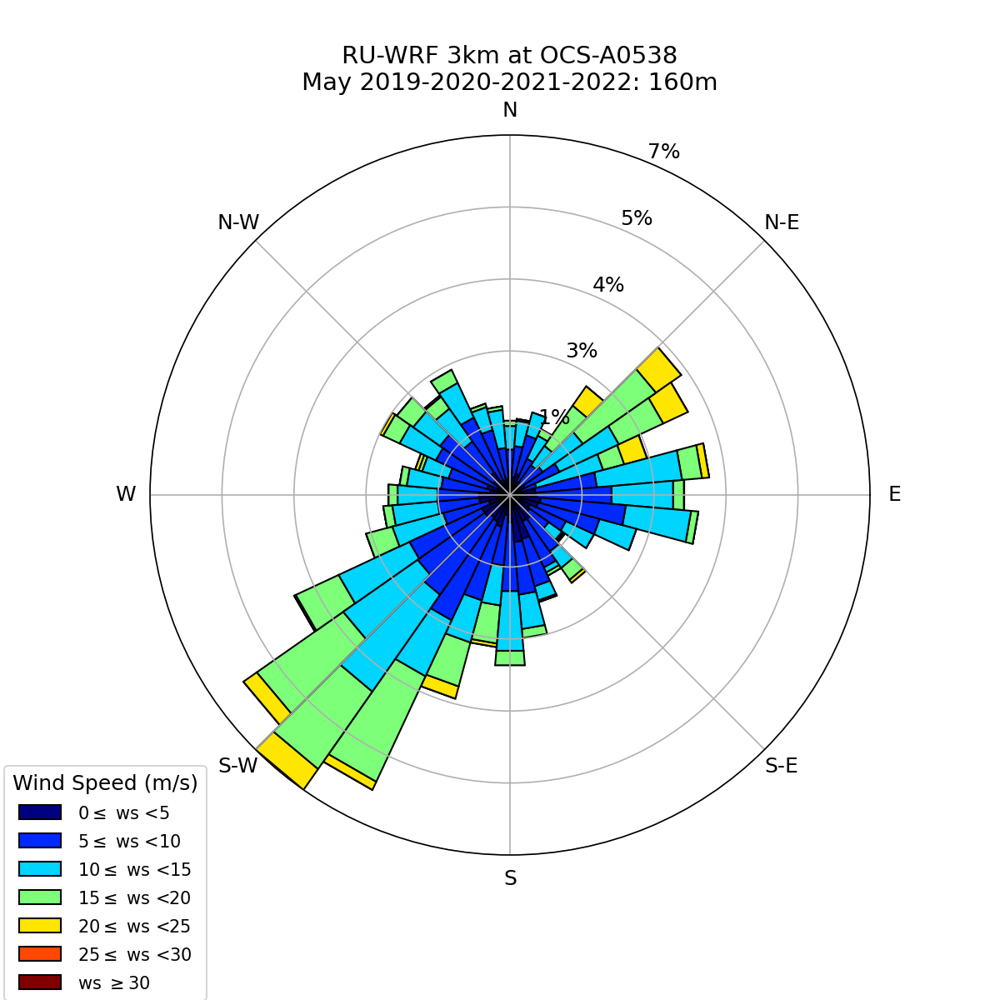 RU-WRF 3km at OCS-A0538
May 2019-2020-2021-2022: 160m
N
7%
N-W
5%
N-E
4%
3%
1%
W
E
S-W
S-E
S
Wind Speed (m/s)
0 ≤ ws <5
5 ≤ ws <10
10 ≤ ws <15
15 ≤ ws <20
20 ≤ ws <25
25 ≤ ws <30
ws ≥ 30